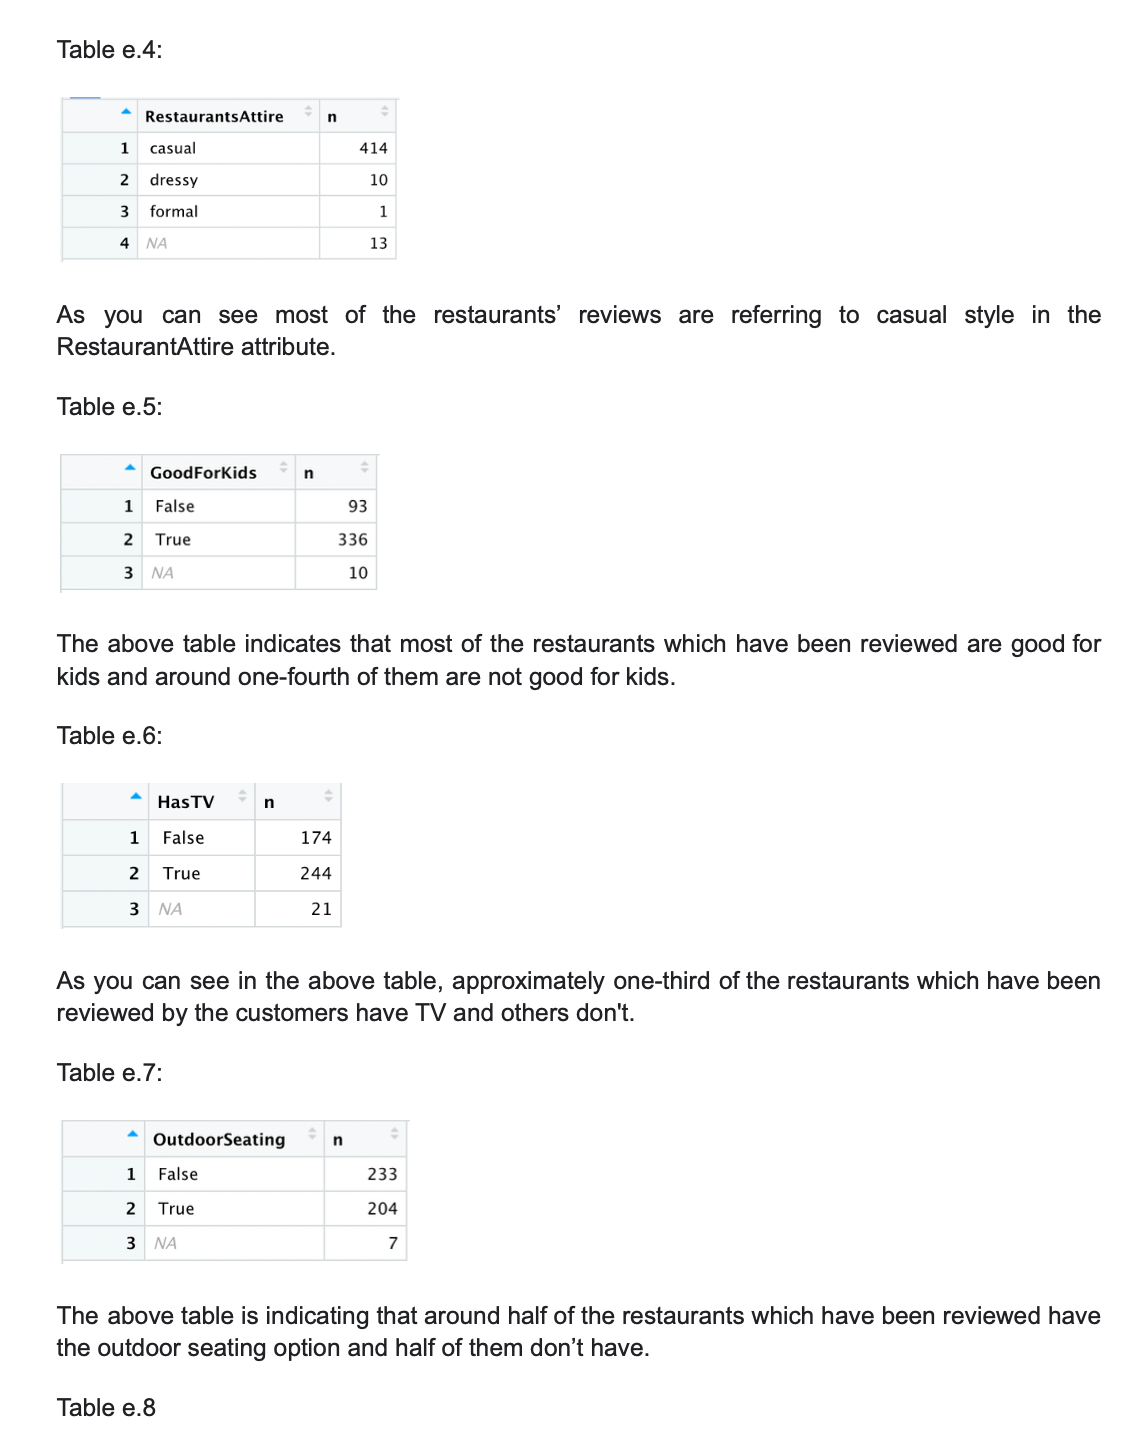 Table e.4:
RestaurantsAttire n
1 casual 414
2 dressy 10
3 formal 1
4 NA 13
As you can see most of the restaurants’ reviews are referring to casual style in the
RestaurantAttire attribute.
Table e.5:
GoodForKids n
1 False 93
2 True 336
3 NA 10
The above table indicates that most of the restaurants which have been reviewed are good for
kids and around one-fourth of them are not good for kids.
Table e.6:
HasTV n
1 False 174
2 True 244
3 NA 21
As you can see in the above table, approximately one-third of the restaurants which have been
reviewed by the customers have TV and others don't.
Table e.7:
OutdoorSeating n
1 False 233
2 True 204
3 NA 7
The above table is indicating that around half of the restaurants which have been reviewed have
the outdoor seating option and half of them don’t have.
Table e.8